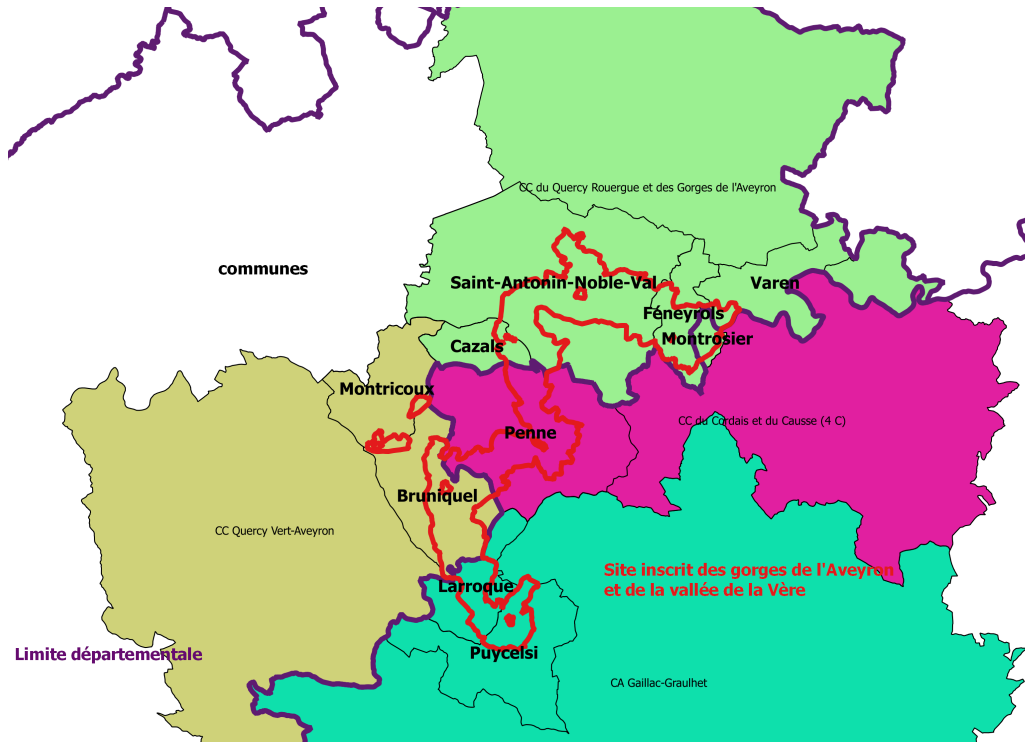 CC du Quercy Rouergue et des Gorges de l'Aveyron
communes
Saint-Antonin-Noble-Val
Varen
Féneyrols
Montrosier
Cazals
Montricoux
CC du Cordais et du Causse (4 C)
Penne
Bruniquel
CC Quercy Vert-Aveyron
Site inscrit des gorges de l'Aveyron
et de la vallée de la Vère
Larroque
Puycelsi
Limite départementale
CA Gaillac-Graulhet